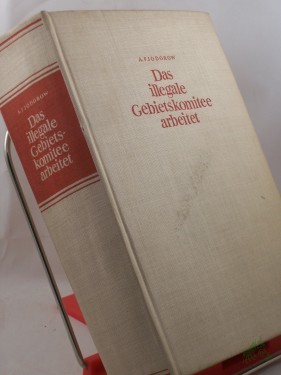 A.FJODOROW
Das
illegale
Gebiets-
komitee
arbeitet
A.FJODOROW
Das
illegale
Gebietskomitee
arbeitet